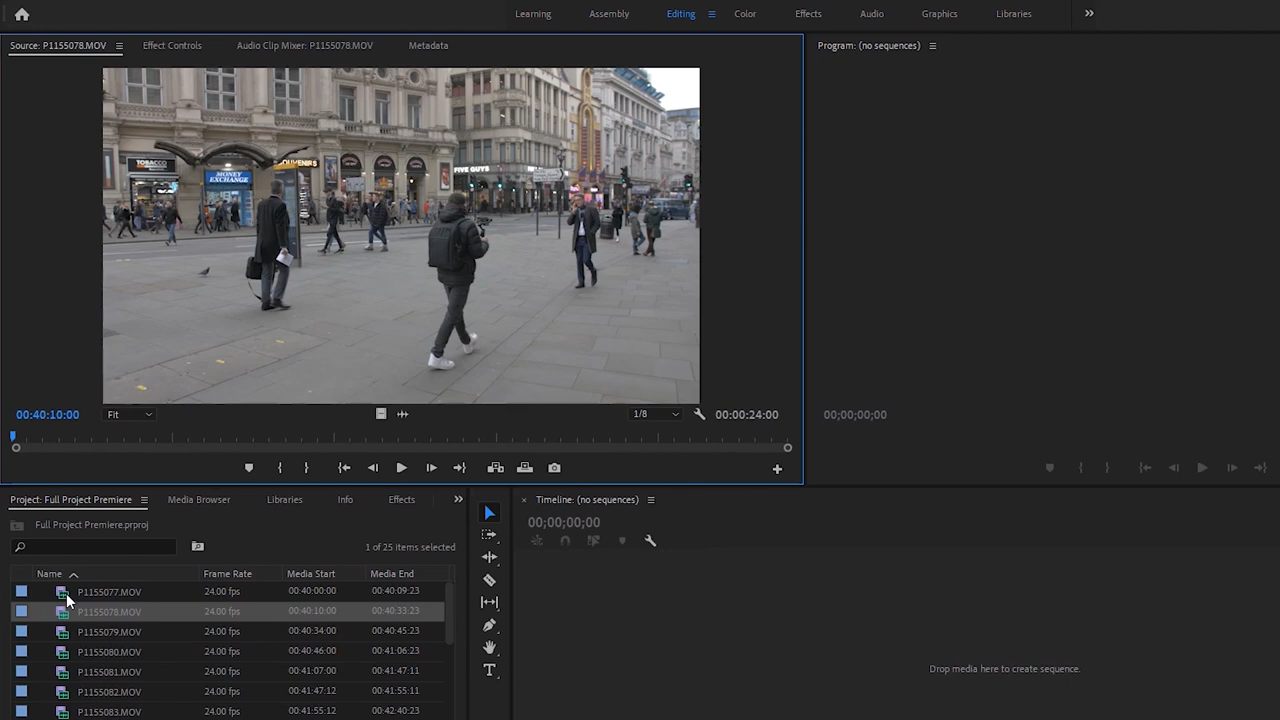 Learning Assembly Editing Color Effects Audio Graphics Libraries
Source: P1155078.MOV Effect Controls Audio Clip Mixer: P1155078.MOV Metadata
Program: (no sequences)
TOBACCO
SOUVENIRS
MONEY
EXCHANGE
FIVE GUYS
00:40:10:00 Fit 1/8 00:00:24:00
00;00;00;00
Project: Full Project Premiere Media Browser Libraries Info Effects
Full Project Premiere.prproj
1 of 25 items selected
Name Frame Rate Media Start Media End
P1155077.MOV 24.00 fps 00:40:00:00 00:40:09:23
P1155078.MOV 24.00 fps 00:40:10:00 00:40:33:23
P1155079.MOV 24.00 fps 00:40:34:00 00:40:45:23
P1155080.MOV 24.00 fps 00:40:46:00 00:41:06:23
P1155081.MOV 24.00 fps 00:41:07:00 00:41:47:11
P1155082.MOV 24.00 fps 00:41:47:12 00:41:55:11
P1155083.MOV 24.00 fps 00:41:55:12 00:42:40:23
Timeline: (no sequences)
00;00;00;00
Drop media here to create sequence.